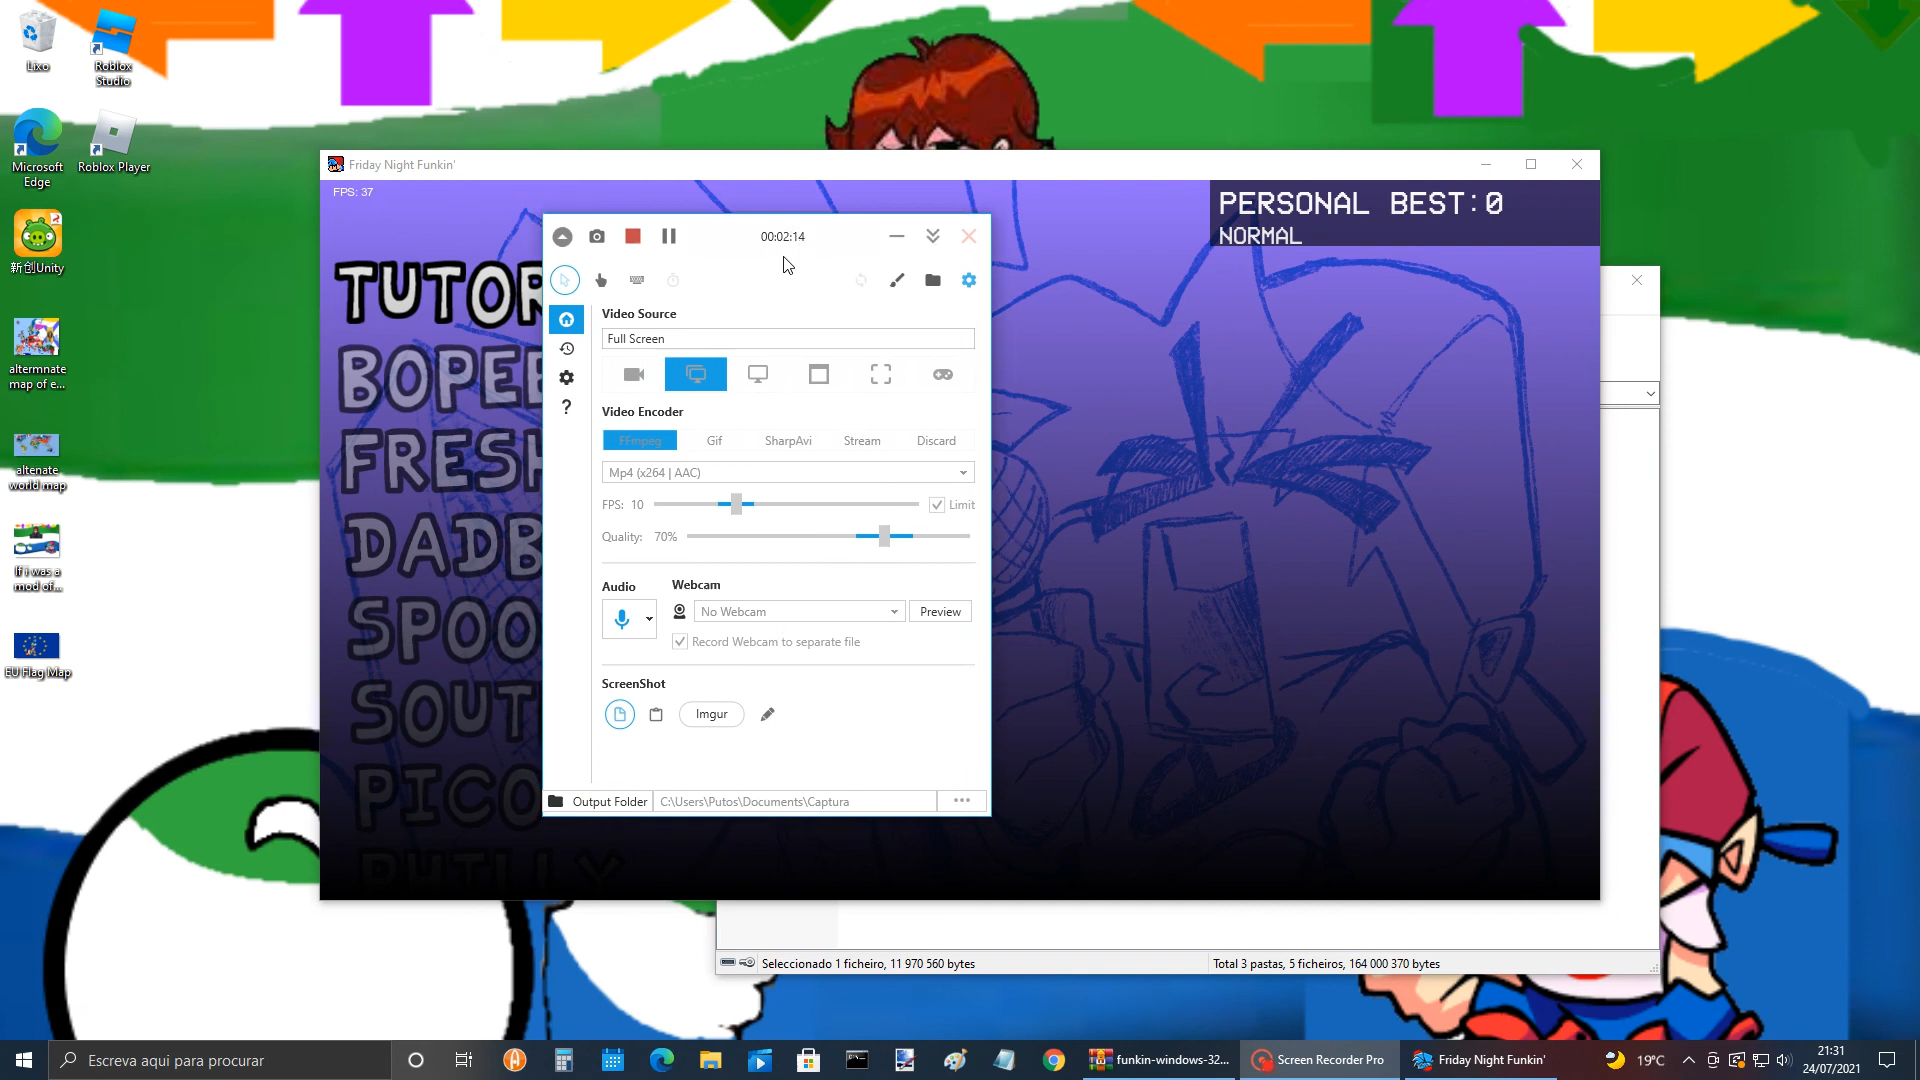 Lixo
Roblox
Studio
Microsoft
Edge
Roblox Player
新创Unity
altermnate
map of e...
altenate
world map
If i was a
mod of...
EU Flag Map
Friday Night Funkin'
FPS: 37
PERSONAL BEST:0
NORMAL
TUTOR
BOPEE
FRESH
DADB
SPOO
SOUT
PICO
PHILLY
00:02:14
Video Source
Full Screen
Video Encoder
FFmpeg
Gif
SharpAvi
Stream
Discard
Mp4 (x264 | AAC)
FPS: 10
Limit
Quality: 70%
Audio
Webcam
No Webcam
Preview
Record Webcam to separate file
ScreenShot
Imgur
Output Folder
C:\Users\Putos\Documents\Captura
Seleccionado 1 ficheiro, 11 970 560 bytes
Total 3 pastas, 5 ficheiros, 164 000 370 bytes
Escreva aqui para procurar
funkin-windows-32...
Screen Recorder Pro
Friday Night Funkin'
19°C
21:31
24/07/2021